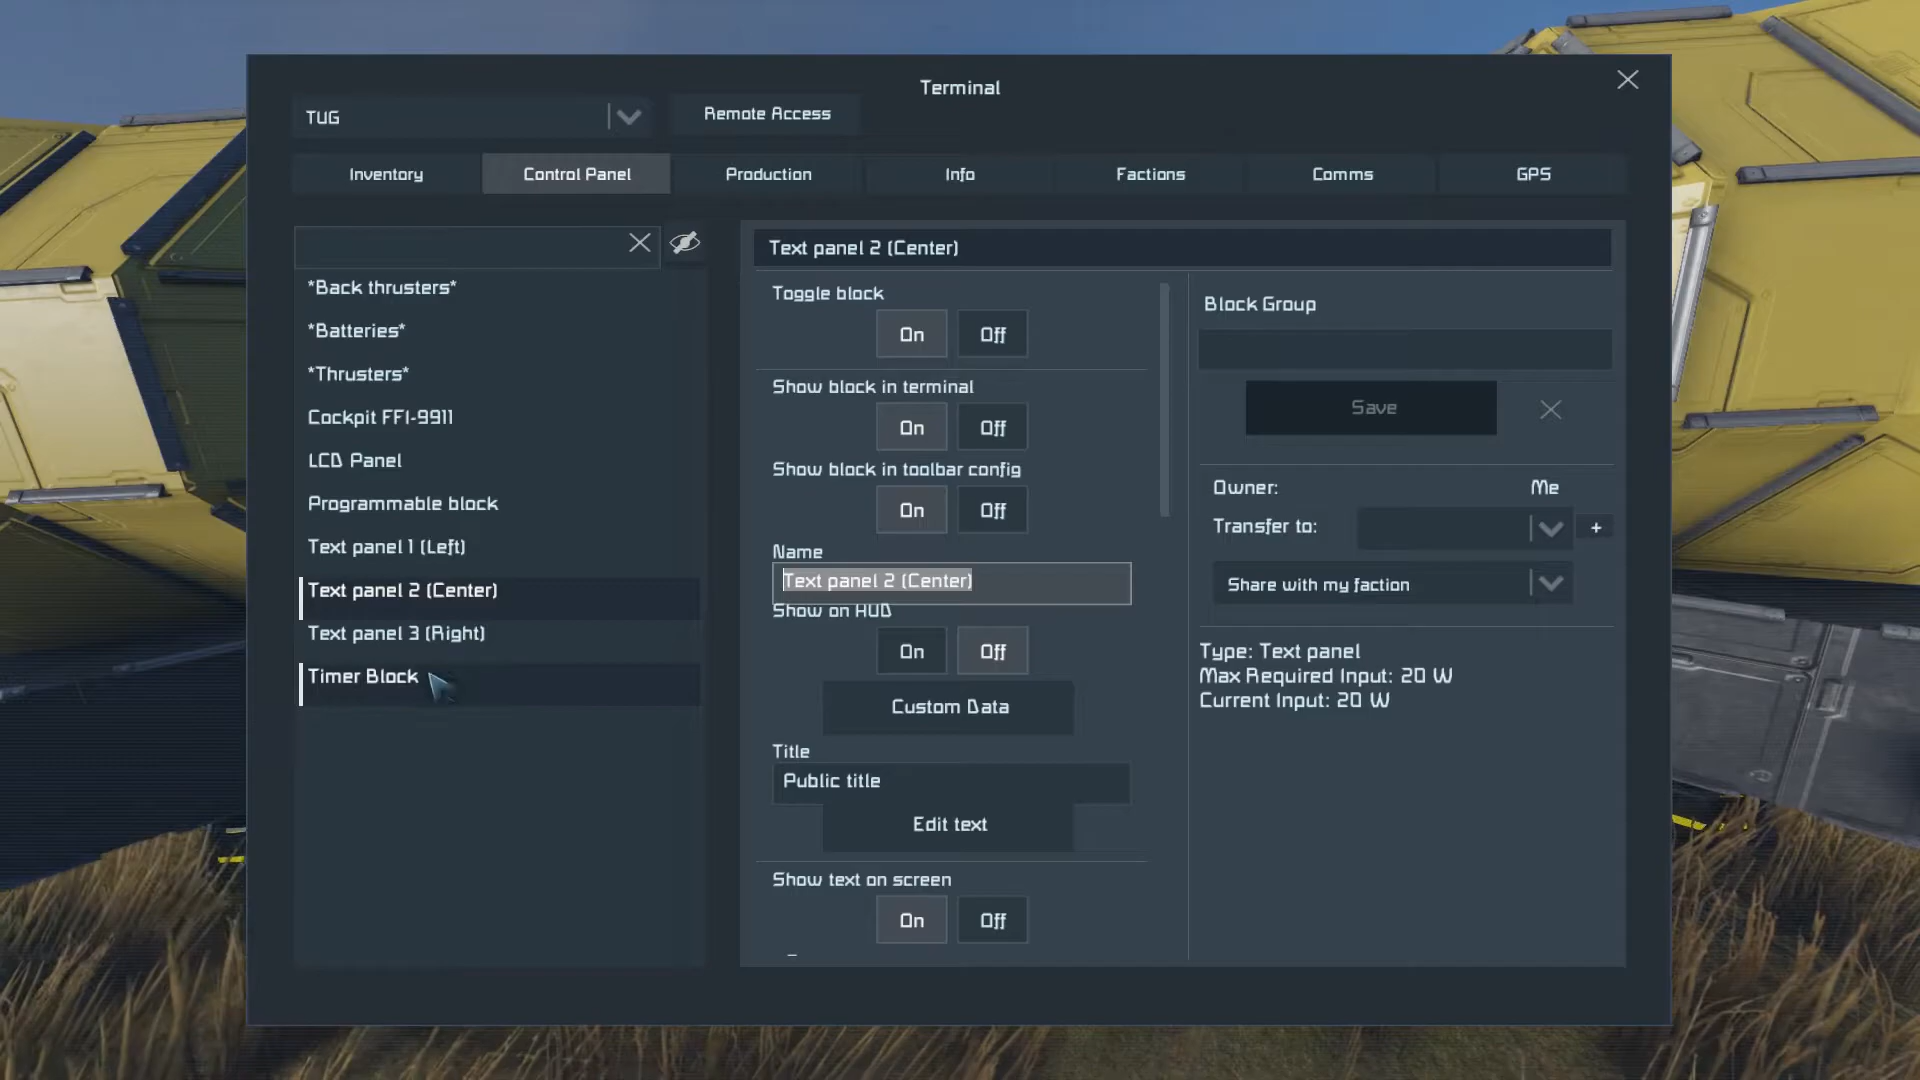 Terminal
TUG
Remote Access
Inventory
Control Panel
Production
Info
Factions
Comms
GPS
*Back thrusters*
*Batteries*
*Thrusters*
Cockpit FF1-9911
LCD Panel
Programmable block
Text panel 1 (Left)
Text panel 2 (Center)
Text panel 3 (Right)
Timer Block
Text panel 2 (Center)
Toggle block
On Off
Show block in terminal
On Off
Show block in toolbar config
On Off
Name
Text panel 2 (Center)
Show on HUD
On Off
Custom Data
Title
Public title
Edit text
Show text on screen
On Off
Block Group
Save
Owner: Me
Transfer to:
+
Share with my faction
Type: Text panel
Max Required Input: 20 W
Current Input: 20 W